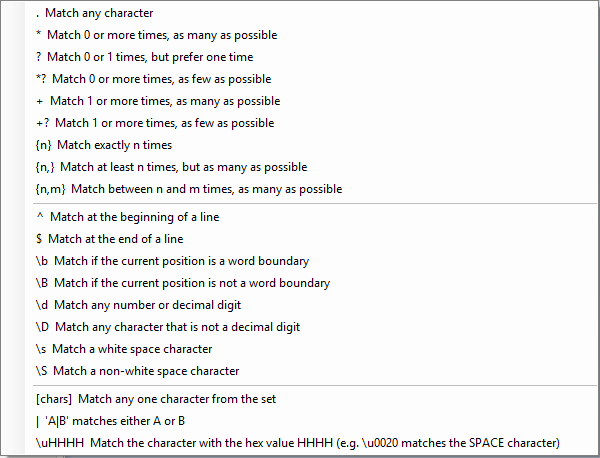 . Match any character
* Match 0 or more times, as many as possible
? Match 0 or 1 times, but prefer one time
*? Match 0 or more times, as few as possible
+ Match 1 or more times, as many as possible
+? Match 1 or more times, as few as possible
{n} Match exactly n times
{n,} Match at least n times, but as many as possible
{n,m} Match between n and m times, as many as possible
^ Match at the beginning of a line
$ Match at the end of a line
\b Match if the current position is a word boundary
\B Match if the current position is not a word boundary
\d Match any number or decimal digit
\D Match any character that is not a decimal digit
\s Match a white space character
\S Match a non-white space character
[chars] Match any one character from the set
| 'A|B' matches either A or B
\uHHHH Match the character with the hex value HHHH (e.g. \u0020 matches the SPACE character)